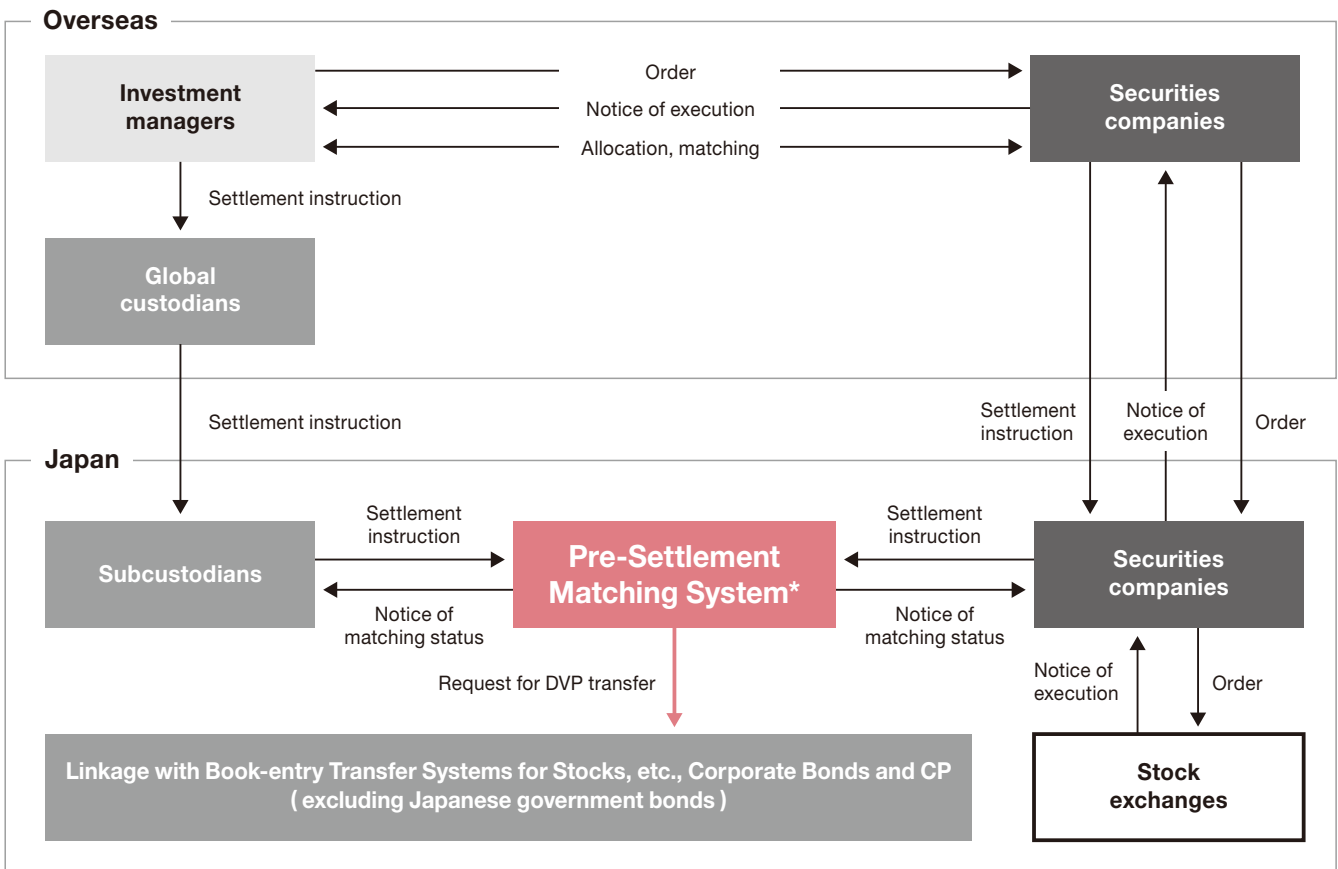 Overseas
Investment
managers
Order
Notice of execution
Allocation, matching
Securities
companies
Settlement instruction
Global
custodians
Settlement instruction
Settlement
instruction
Notice of
execution
Order
Japan
Subcustodians
Settlement
instruction
Notice of
matching status
Pre-Settlement
Matching System*
Settlement
instruction
Notice of
matching status
Securities
companies
Request for DVP transfer
Notice of
execution
Order
Linkage with Book-entry Transfer Systems for Stocks, etc., Corporate Bonds and CP
( excluding Japanese government bonds )
Stock
exchanges